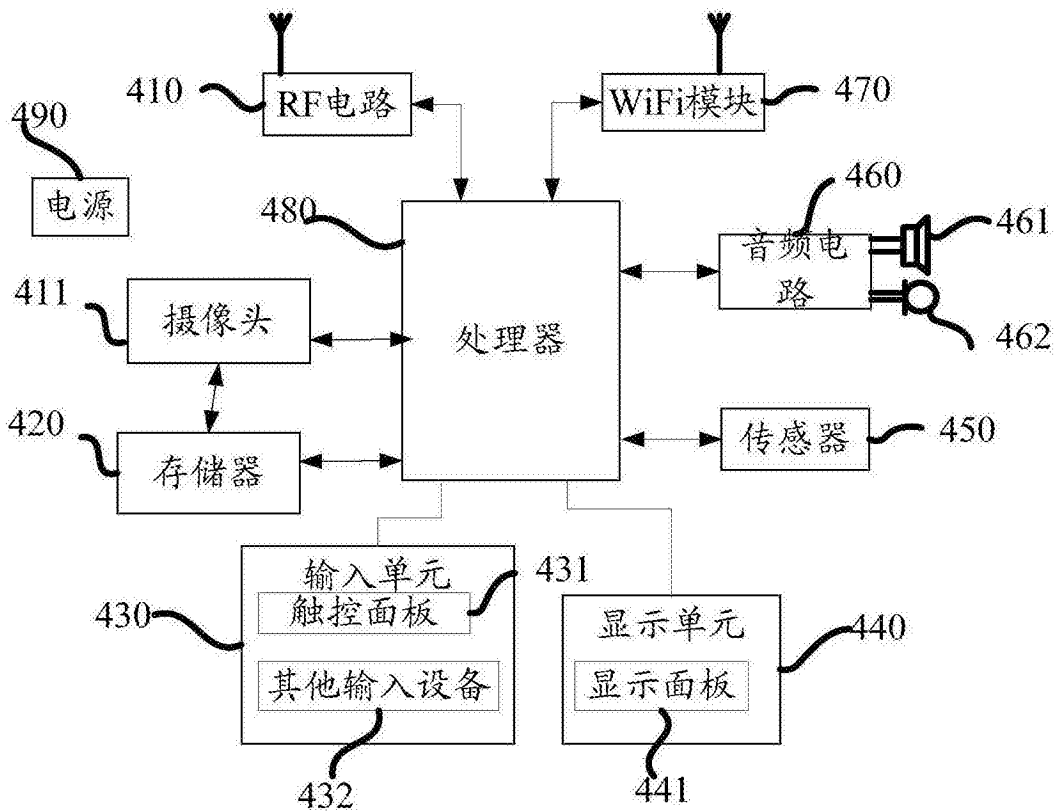 410
RF电路
WiFi模块
470
490
电源
480
460
音频电
路
461
462
411
摄像头
处理器
420
存储器
传感器
450
输入单元
431
430
触控面板
其他输入设备
432
显示单元
440
显示面板
441